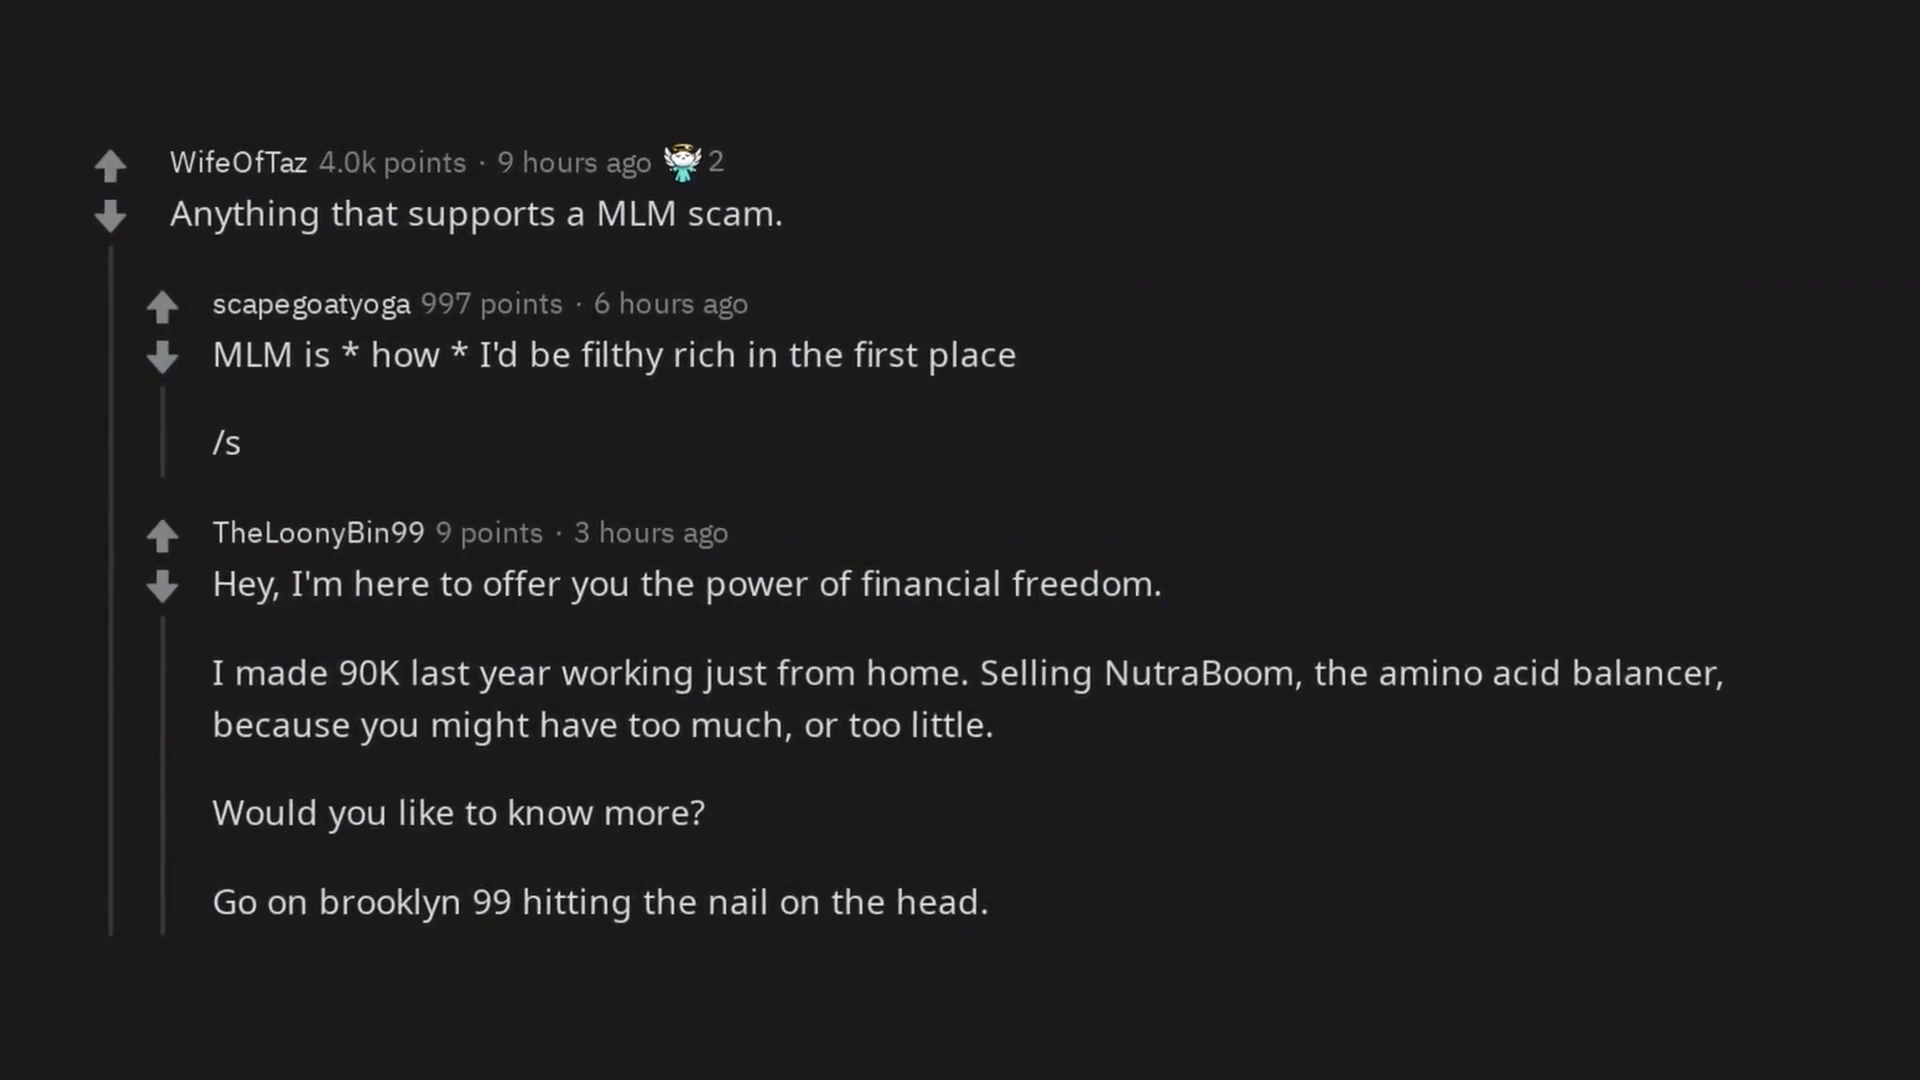 WifeOfTaz 4.0k points · 9 hours ago 2
Anything that supports a MLM scam.
scapegoatyoga 997 points · 6 hours ago
MLM is * how * I'd be filthy rich in the first place
/s
TheLoonyBin99 9 points · 3 hours ago
Hey, I'm here to offer you the power of financial freedom.
I made 90K last year working just from home. Selling NutraBoom, the amino acid balancer,
because you might have too much, or too little.
Would you like to know more?
Go on brooklyn 99 hitting the nail on the head.